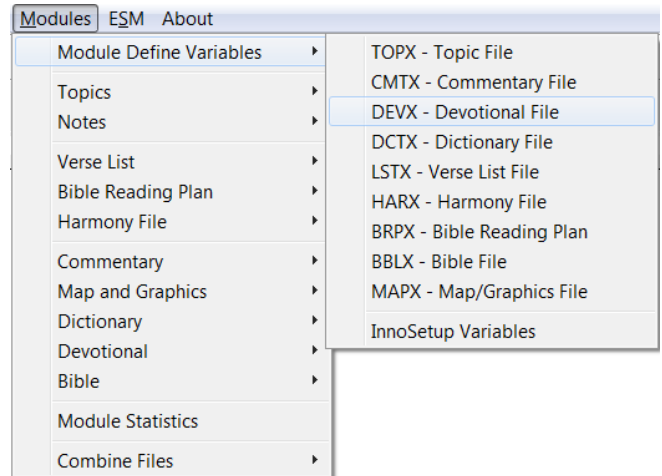 Modules ESM About
Module Define Variables
Topics
Notes
Verse List
Bible Reading Plan
Harmony File
Commentary
Map and Graphics
Dictionary
Devotional
Bible
Module Statistics
Combine Files
TOPX - Topic File
CMTX - Commentary File
DEVX - Devotional File
DCTX - Dictionary File
LSTX - Verse List File
HARX - Harmony File
BRPX - Bible Reading Plan
BBLX - Bible File
MAPX - Map/Graphics File
InnoSetup Variables